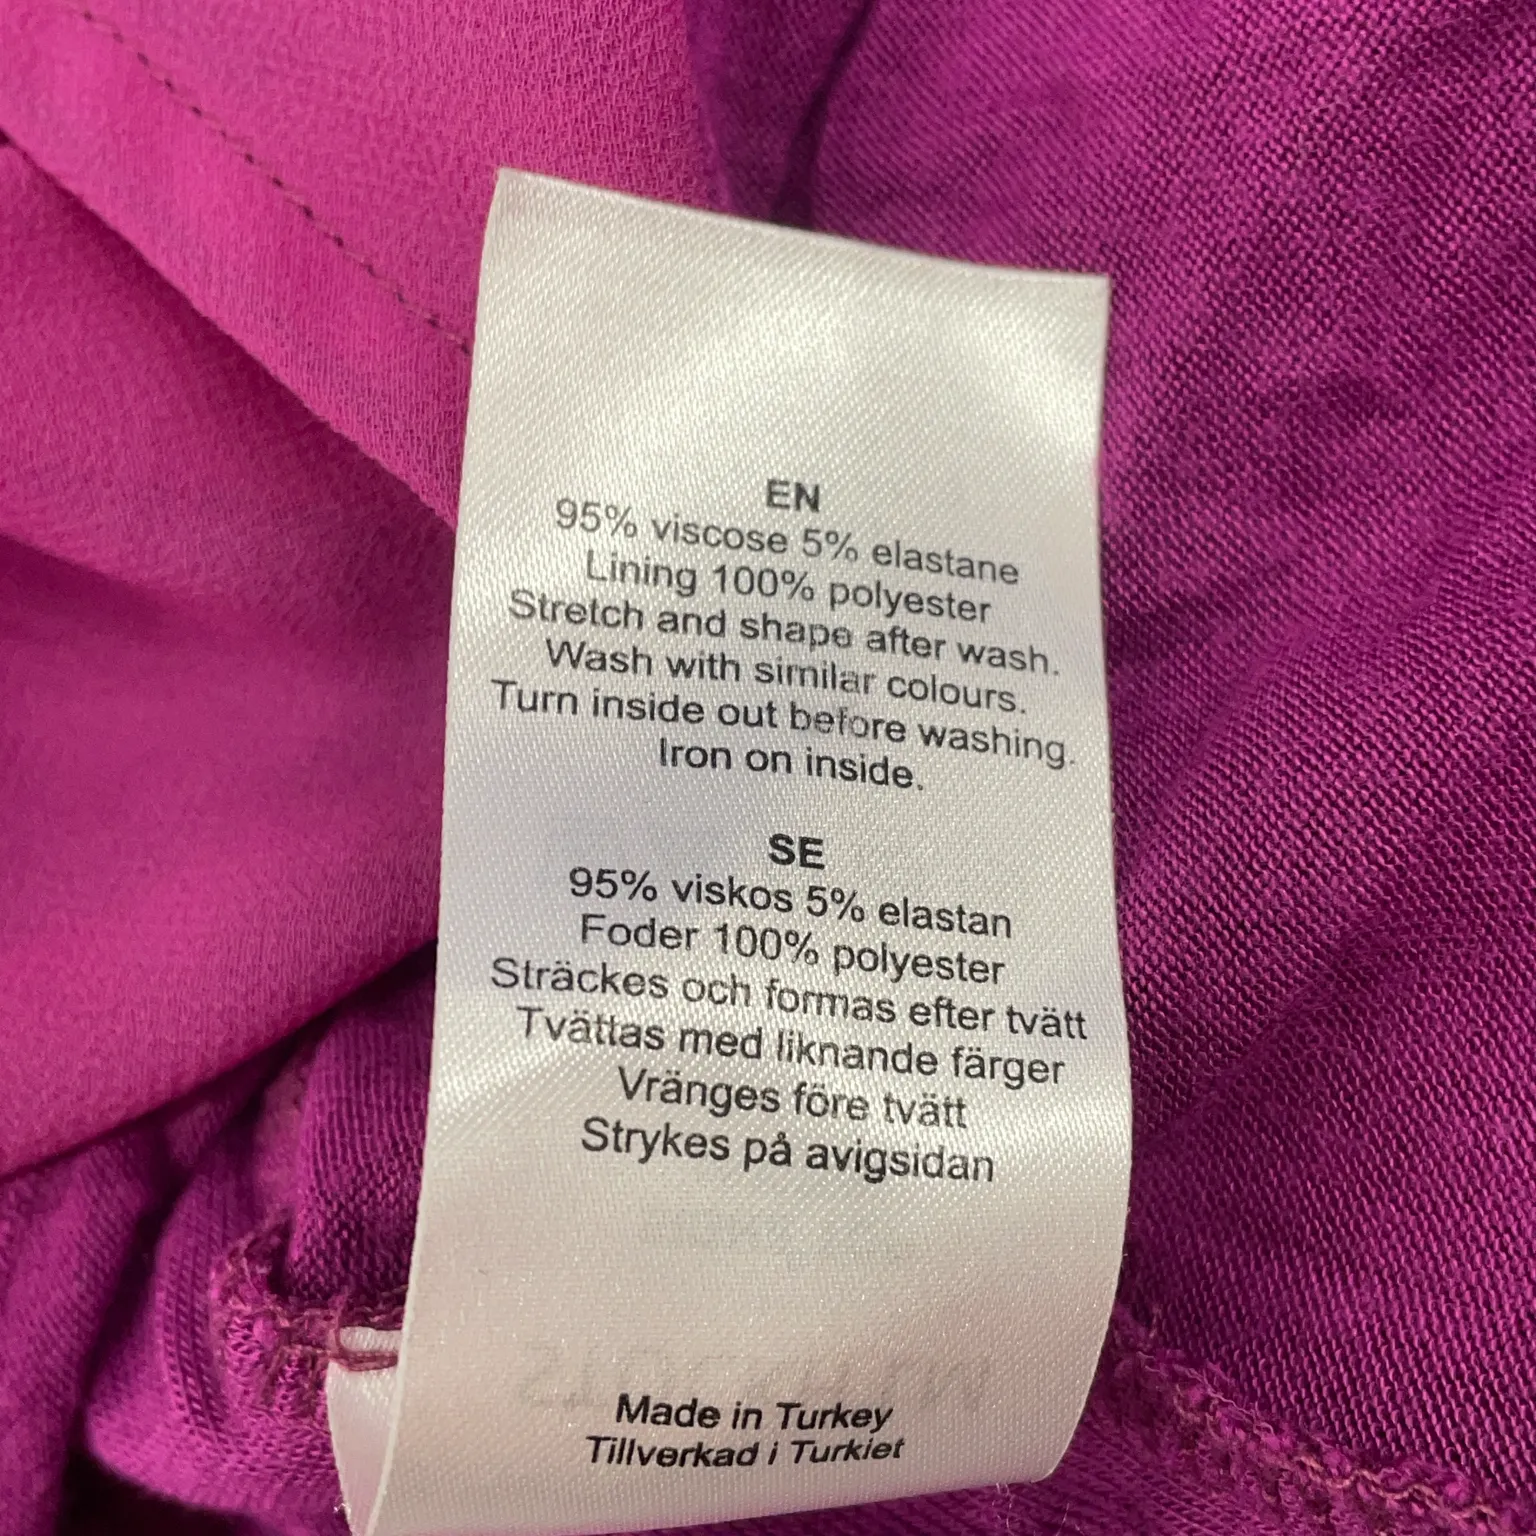 EN
95% viscose 5% elastane
Lining 100% polyester
Stretch and shape after wash.
Wash with similar colours.
Turn inside out before washing.
Iron on inside.
SE
95% viskos 5% elastan
Foder 100% polyester
Sträckes och formas efter tvätt
Tvättas med liknande färger
Vränges före tvätt
Strykes på avigsidan
Made in Turkey
Tillverkad i Turkiet